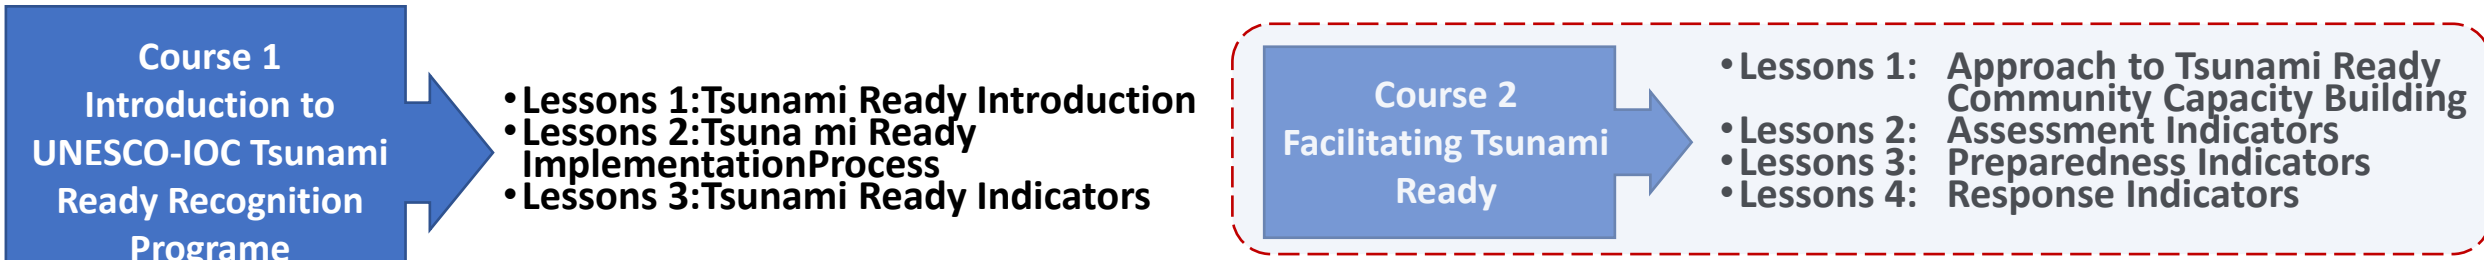 Course 1
Introduction to
UNESCO-IOC Tsunami
Ready Recognition
Programe
•Lessons 1:Tsunami Ready Introduction
•Lessons 2:Tsuna mi Ready
ImplementationProcess
•Lessons 3:Tsunami Ready Indicators
Course 2
Facilitating Tsunami
Ready
•Lessons 1: Approach to Tsunami Ready
Community Capacity Building
•Lessons 2: Assessment Indicators
•Lessons 3: Preparedness Indicators
•Lessons 4: Response Indicators